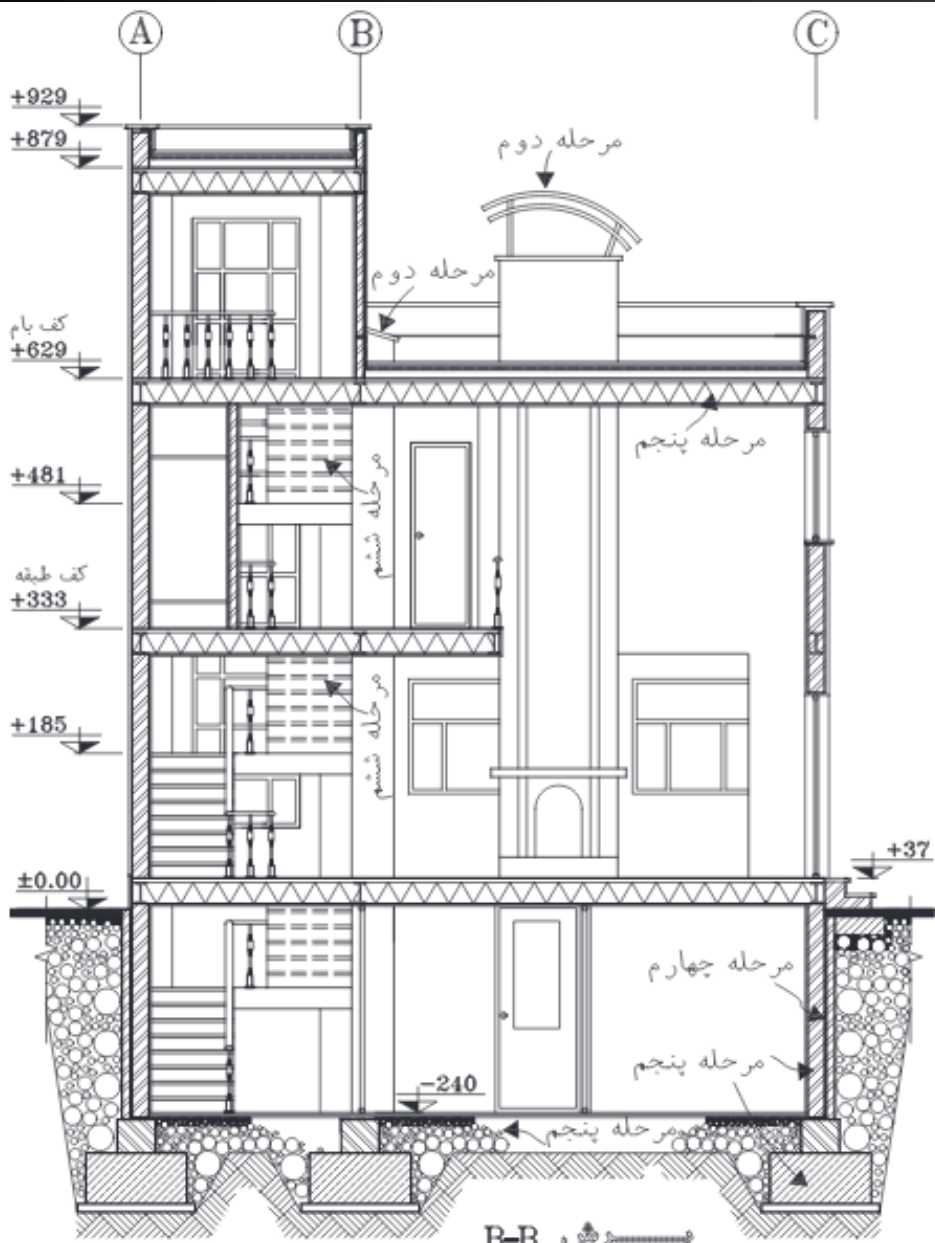 A B C
+929
+879
مرحله دوم
مرحله دوم
کف بام
+629
مرحله پنجم
مرحله ششم
+481
کف طبقه
+333
مرحله ششم
+185
±0.00
+37
مرحله چهارم
مرحله پنجم
-240
مرحله پنجم
B-B